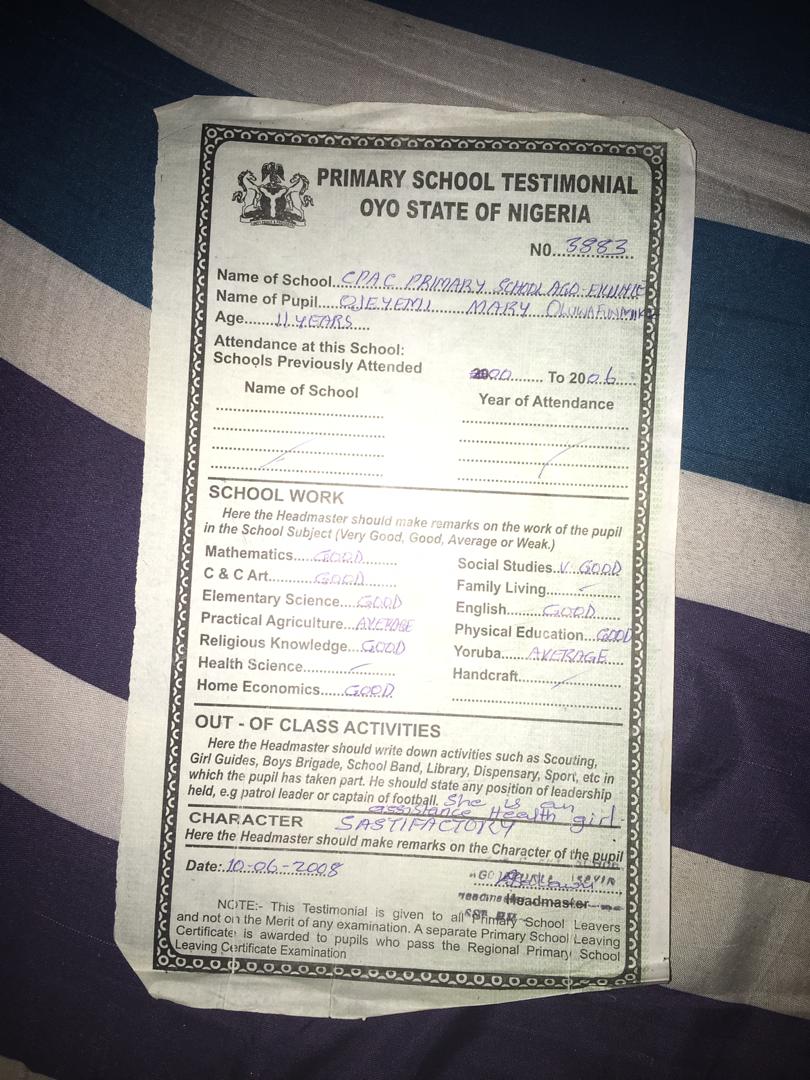 PRIMARY SCHOOL TESTIMONIAL
OYO STATE OF NIGERIA
NO...3883
Name of School...CPAC PRIMARY SCHOOL AGO-
Name of Pupil...OJEYEMI MARY
Age...11 YEARS
Attendance at this School:
Schools Previously Attended
To 2006
Name of School
Year of Attendance
SCHOOL WORK
Here the Headmaster should make remarks on the work of the pupil
in the School Subject (Very Good, Good, Average or Weak.)
Mathematics...GOOD
C & C Art...GOOD
Elementary Science...GOOD
Practical Agriculture...AVERAGE
Religious Knowledge...GOOD
Health Science...
Home Economics...GOOD
Social Studies...V. GOOD
Family Living...
English...GOOD
Physical Education...GOOD
Yoruba...AVERAGE
Handcraft...
OUT - OF CLASS ACTIVITIES
Here the Headmaster should write down activities such as Scouting,
Girl Guides, Boys Brigade, School Band, Library, Dispensary, Sport, etc in
which the pupil has taken part. He should state any position of leadership
held, e.g patrol leader or captain of football. She is an
assistance Health girl.
CHARACTER SASTIFACTORY
Here the Headmaster should make remarks on the Character of the pupil
Date:.10-06-2008
Headmaster
NOTE:- This Testimonial is given to all Primary School Leavers
and not on the Merit of any examination. A separate Primary School Leaving
Certificate is awarded to pupils who pass the Regional Primary School
Leaving Certificate Examination